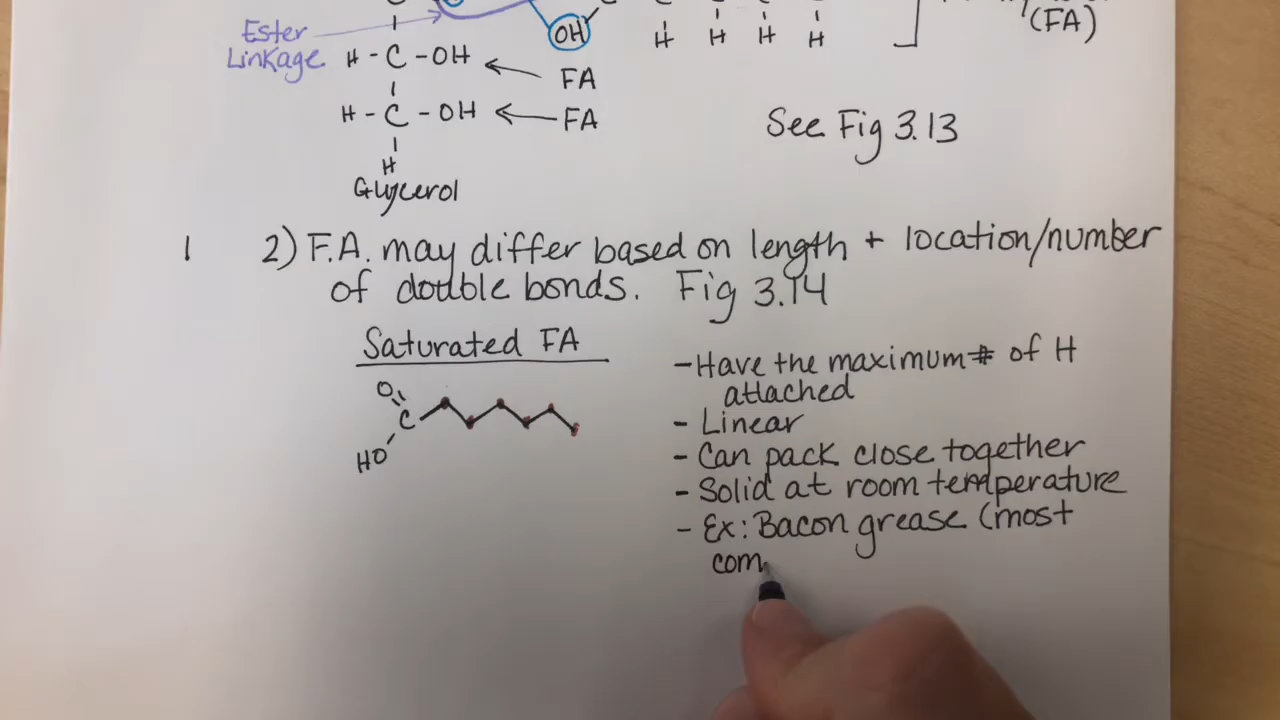 OH
H H H H
(FA)
Ester
Linkage
H - C - OH
FA
H - C - OH
FA
H
Glycerol
See Fig 3.13
1 2) F.A. may differ based on length + location/number
of double bonds. Fig 3.14
Saturated FA
O
C
HO
- Have the maximum # of H
attached
- Linear
- Can pack close together
- Solid at room temperature
- Ex: Bacon grease (most
com